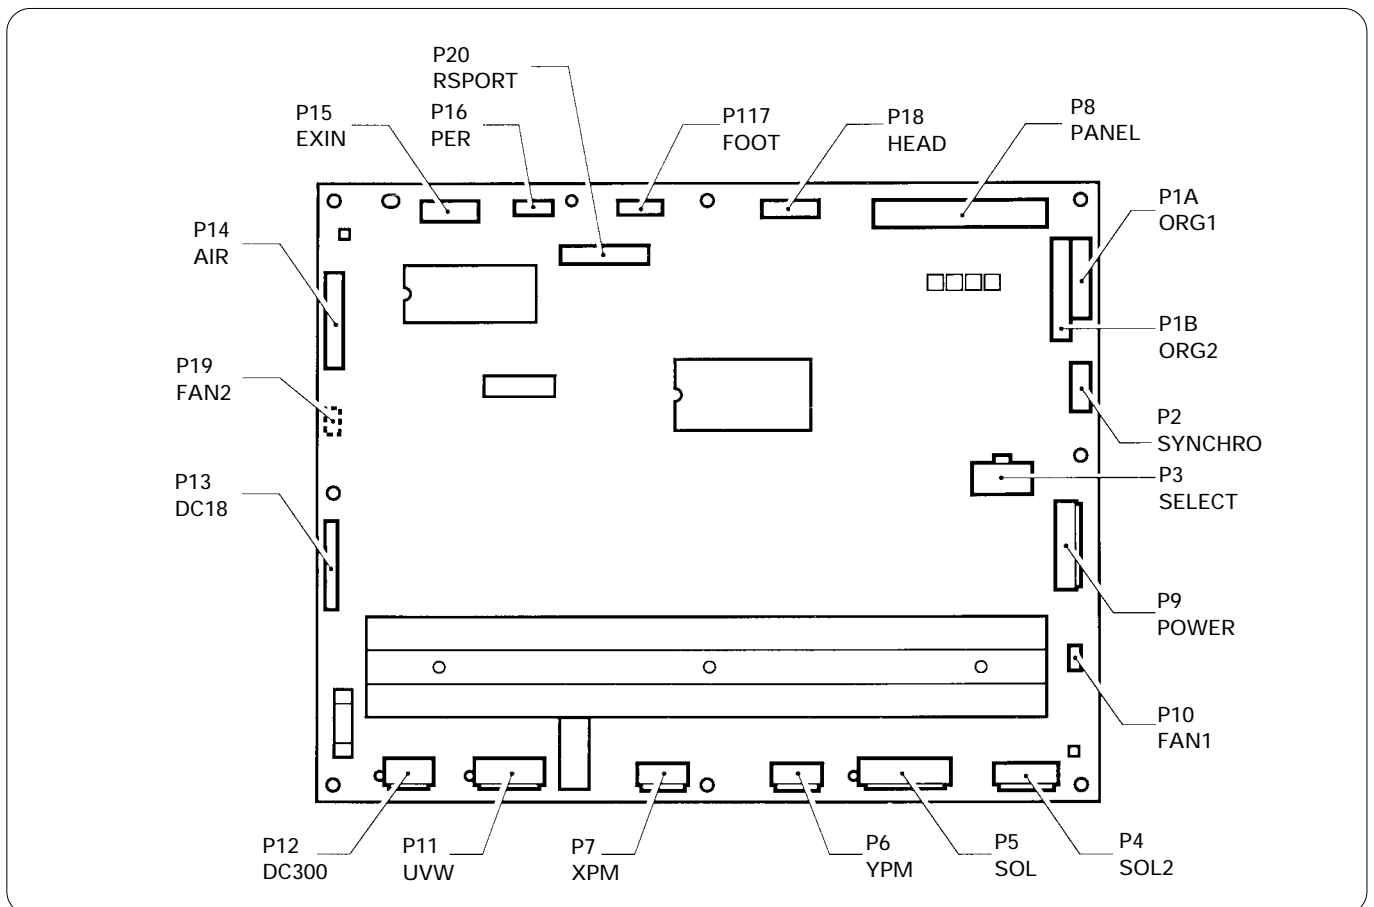 P20
RSPORT
P15
EXIN
P16
PER
P117
FOOT
P18
HEAD
P8
PANEL
P1A
ORG1
P14
AIR
P1B
ORG2
P19
FAN2
P2
SYNCHRO
P13
DC18
P3
SELECT
P9
POWER
P10
FAN1
P12
DC300
P11
UVW
P7
XPM
P6
YPM
P5
SOL
P4
SOL2